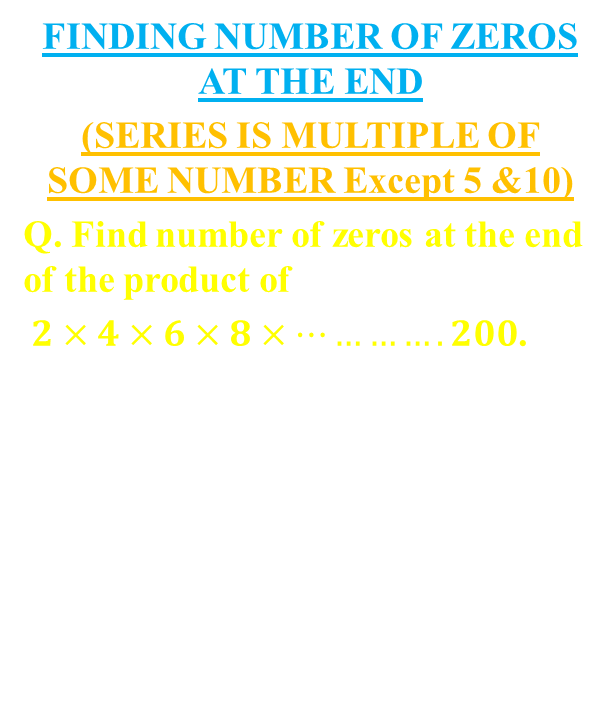 FINDING NUMBER OF ZEROS
AT THE END
(SERIES IS MULTIPLE OF
SOME NUMBER Except 5 &10)
Q. Find number of zeros at the end
of the product of
𝟐 × 𝟒 × 𝟔 × 𝟖 × ⋯ … … … . 𝟐𝟎𝟎.